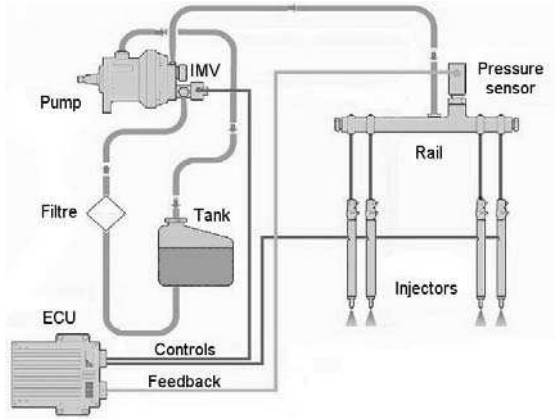 IMV
Pump
Pressure
sensor
Rail
Filtre
Tank
Injectors
ECU
Controls
Feedback